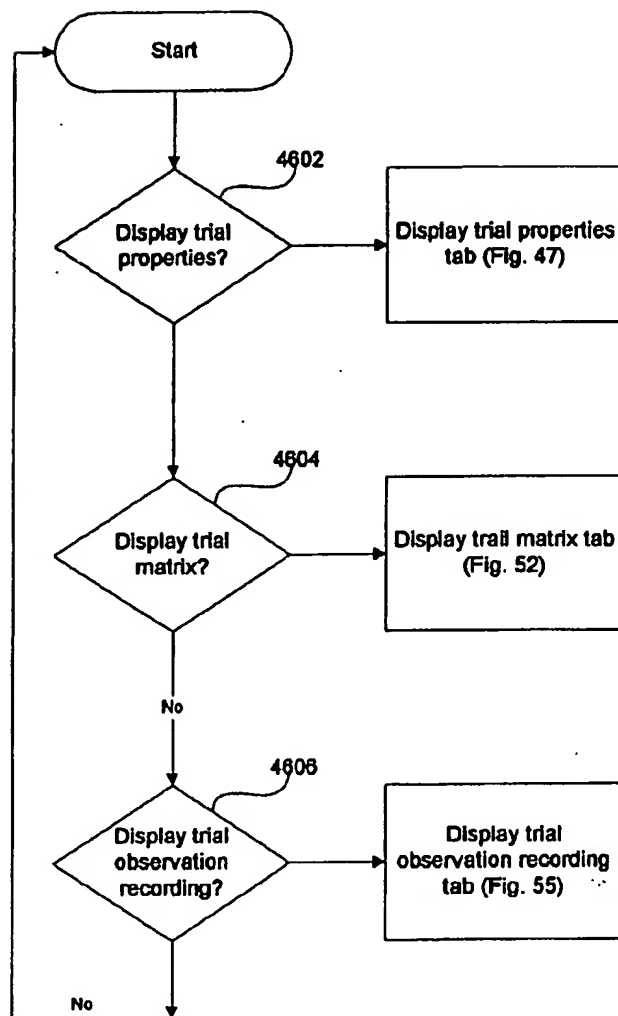 Start
4602
Display trial
properties?
Display trial properties
tab (Fig. 47)
4604
Display trial
matrix?
Display trail matrix tab
(Fig. 52)
No
4606
Display trial
observation
recording?
Display trial
observation recording
tab (Fig. 55)
No